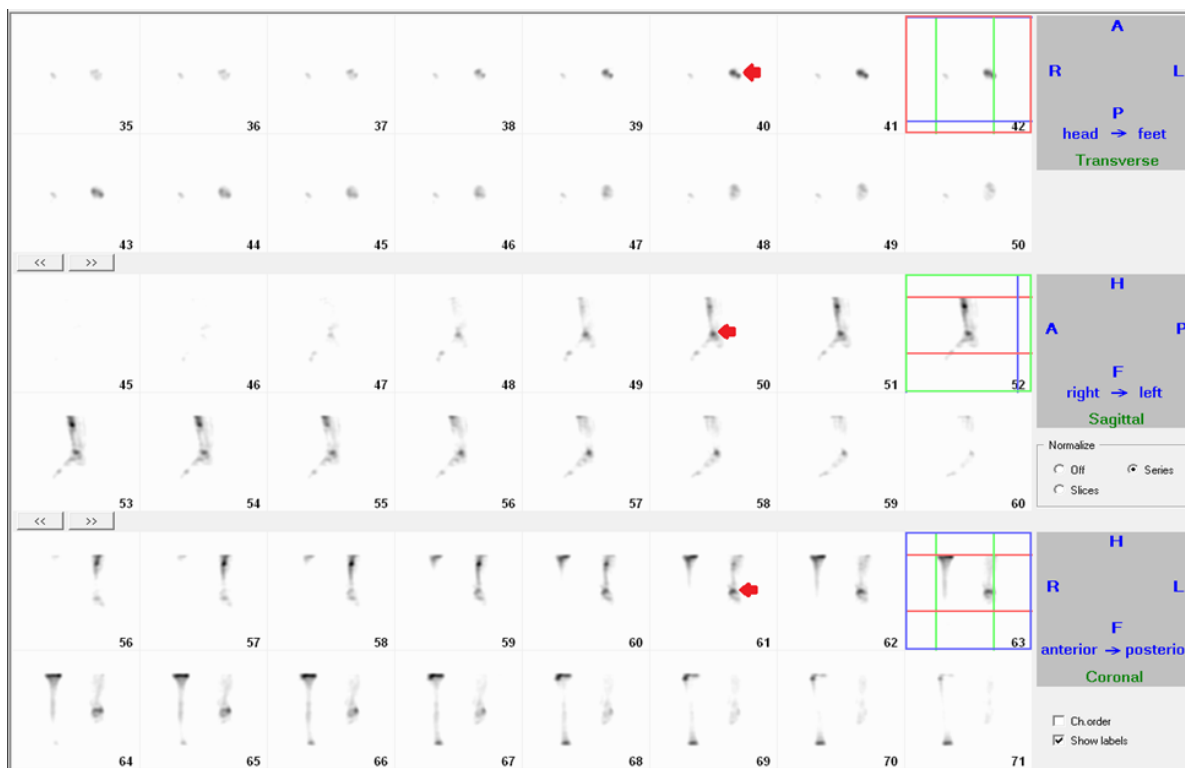 35 36 37 38 39 40 41 42
A
R L
P
head → feet
Transverse
43 44 45 46 47 48 49 50
<< >>
45 46 47 48 49 50 51 52
H
A P
F
right → left
Sagittal
Normalize
Off Series
Slices
53 54 55 56 57 58 59 60
<< >>
56 57 58 59 60 61 62 63
H
R L
F
anterior → posterio
Coronal
Ch.order
Show labels
64 65 66 67 68 69 70 71